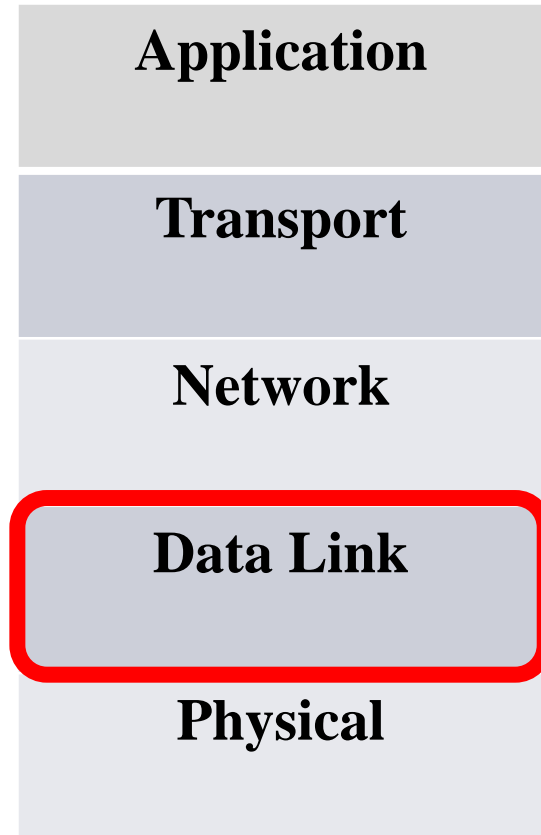 Application
Transport
Network
Data Link
Physical